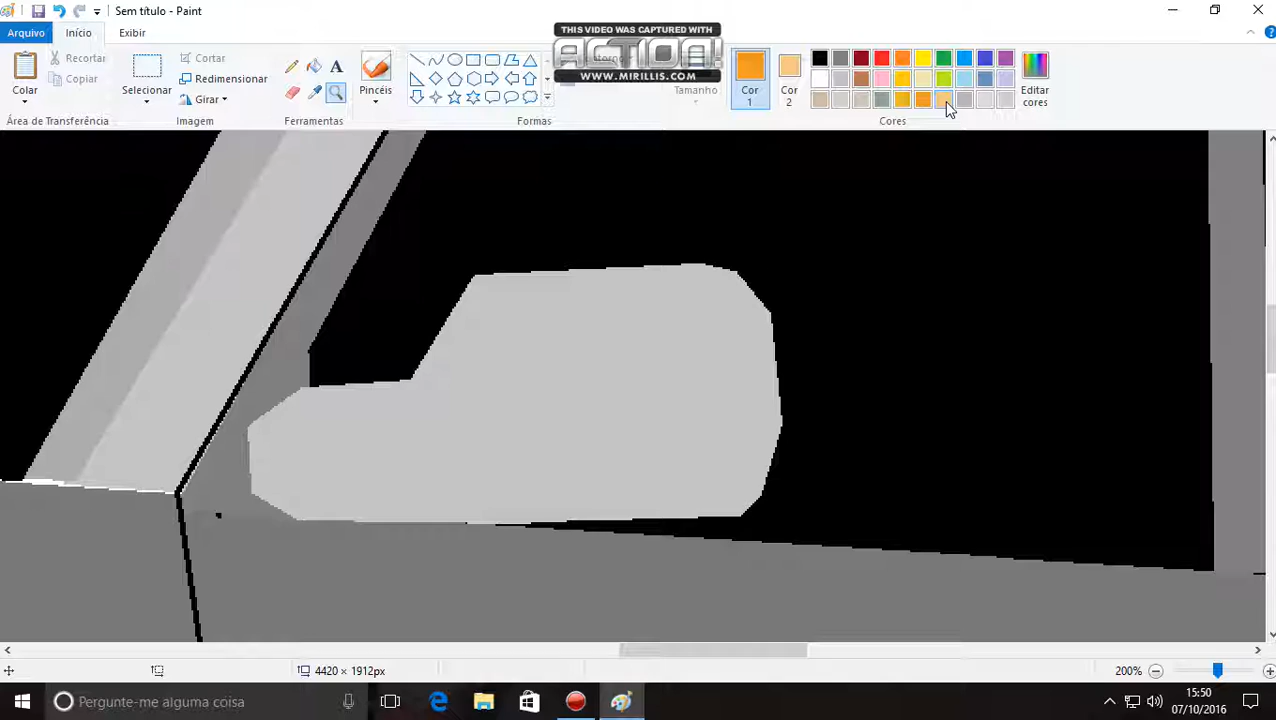 Sem título - Paint
Arquivo
Início
Exibir
THIS VIDEO WAS CAPTURED WITH
ACTION!
WWW.MIRILLIS.COM
Colar
Recortar
Copiar
Área de Transferência
Selecionar
Cortar
Redimensionar
Girar
Imagem
A
Ferramentas
Pincéis
Formas
Tamanho
Cor
1
Cor
2
Cores
Editar
cores
4420 × 1912px
200%
Pergunte-me alguma coisa
15:50
07/10/2016